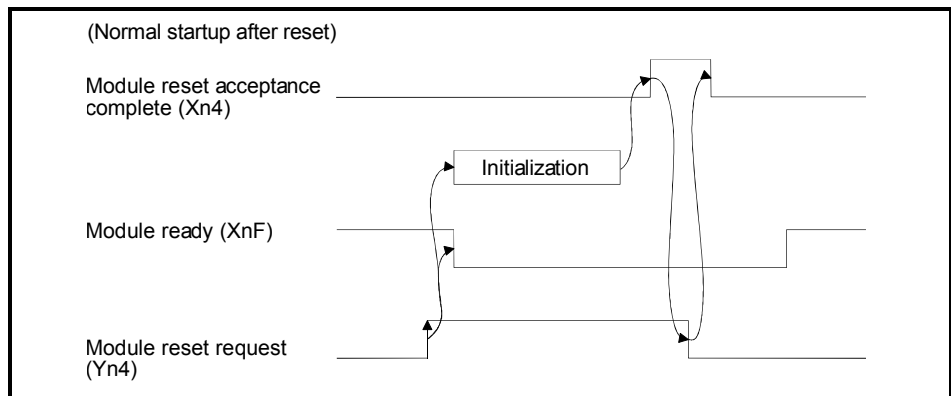 (Normal startup after reset)
Module reset acceptance
complete (Xn4)
Initialization
Module ready (XnF)
Module reset request
(Yn4)